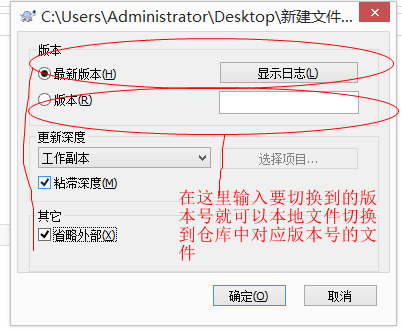 C:\Users\Administrator\Desktop\新建文件...
版本
最新版本(H)
显示日志(L)
版本(R)
更新深度
工作副本
选择项目...
粘滞深度(M)
在这里输入要切换到的版
本号就可以本地文件切换
到仓库中对应版本号的文
件
其它
省略外部(X)
确定(O)
取消